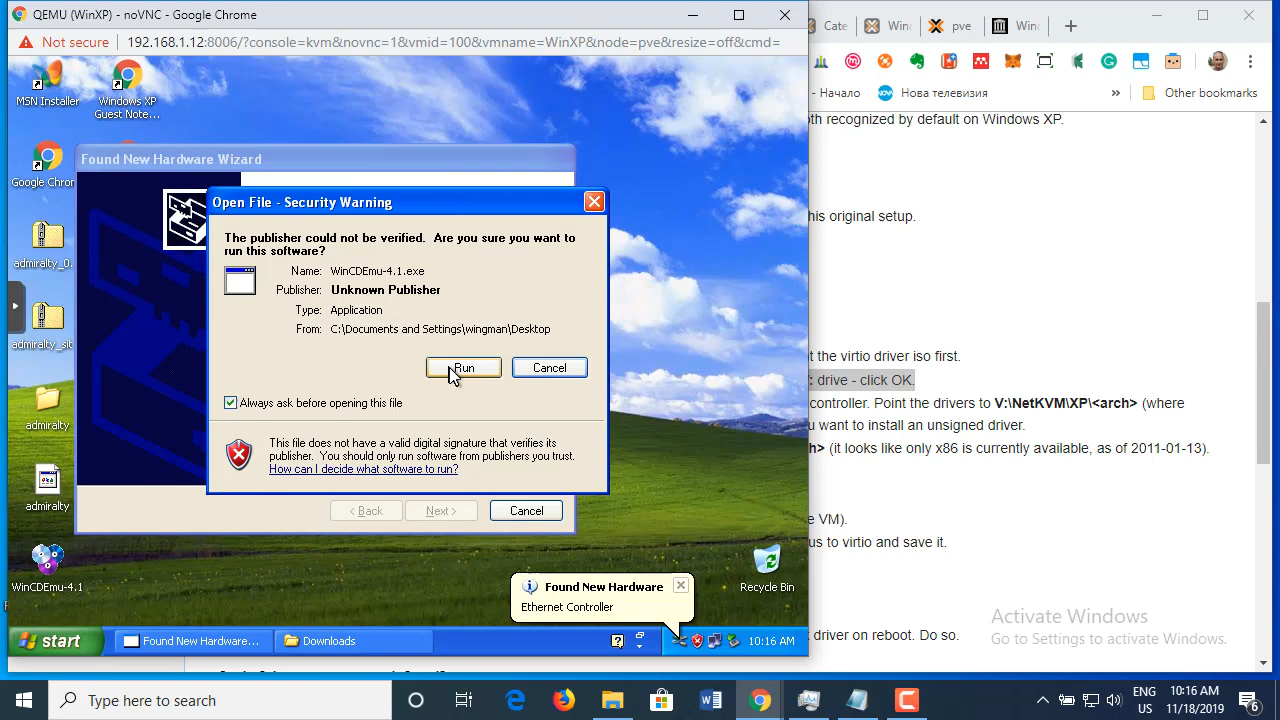 QEMU (WinXP) - noVNC - Google Chrome
Cate
Winc
pve
Winc
Not secure
192.168.1.12:8006/?console=kvm&novnc=1&vmid=100&vmname=WinXP&node=pve&resize=off&cmd=
- Начало
Нова телевизия
Other bookmarks
MSN Installer
Windows XP
Guest Note...
Google Chrom
admiralty_0.
admiralty_sit
admiralty
admiralty
WinCDEmu-4.1
Recycle Bin
Found New Hardware Wizard
Open File - Security Warning
The publisher could not be verified. Are you sure you want to
run this software?
Name: WinCDEmu-4.1.exe
Publisher: Unknown Publisher
Type: Application
From: C:\Documents and Settings\wingman\Desktop
Run
Cancel
Always ask before opening this file
This file does not have a valid digital signature that verifies its
publisher. You should only run software from publishers you trust.
How can I decide what software to run?
< Back
Next >
Cancel
Found New Hardware
Ethernet Controller
start
Found New Hardware...
Downloads
10:16 AM
oth recognized by default on Windows XP.
his original setup.
t the virtio driver iso first.
: drive - click OK.
controller. Point the drivers to V:\NetKVM\XP\<arch> (where
u want to install an unsigned driver.
h> (it looks like only x86 is currently available, as of 2011-01-13).
e VM).
us to virtio and save it.
driver on reboot. Do so.
Activate Windows
Go to Settings to activate Windows.
Type here to search
ENG
US
10:16 AM
11/18/2019
6